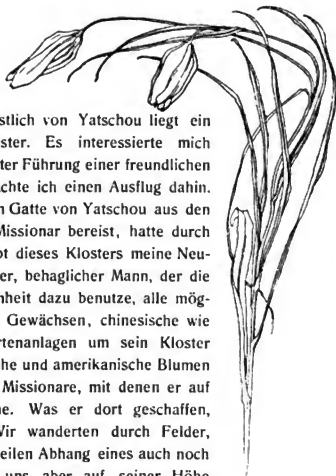 stlich von Yatschou liegt ein
ster. Es interessierte mich
ter Führung einer freundlichen
chte ich einen Ausflug dahin.
n Gatte von Yatschou aus den
Missionar bereist, hatte durch
ot dieses Klosters meine Neu-
er, behaglicher Mann, der die
nheit dazu benutze, alle mög-
Gewächsen, chinesische wie
rtenanlagen um sein Kloster
che und amerikanische Blumen
Missionare, mit denen er auf
ne. Was er dort geschaffen,
Wir wanderten durch Felder,
eilen Abhang eines auch noch
uns, aber auf seiner Höhe